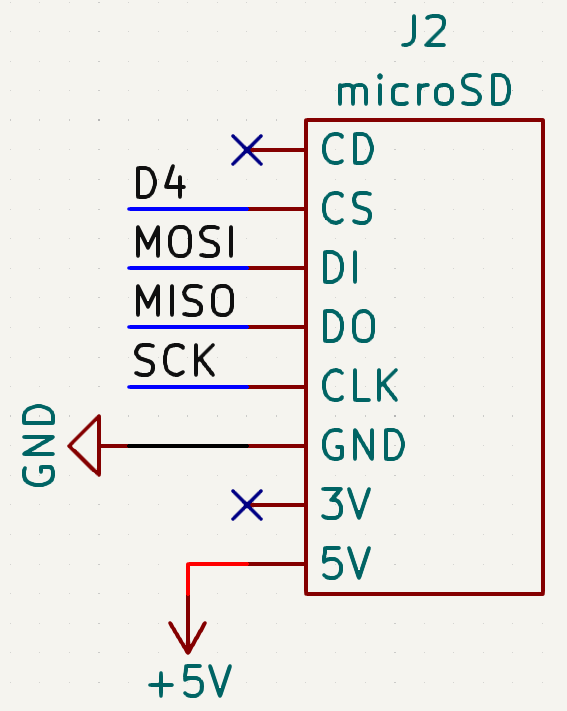 J2
microSD
CD
D4
CS
MOSI
DI
MISO
DO
SCK
CLK
GND
GND
3V
5V
+5V